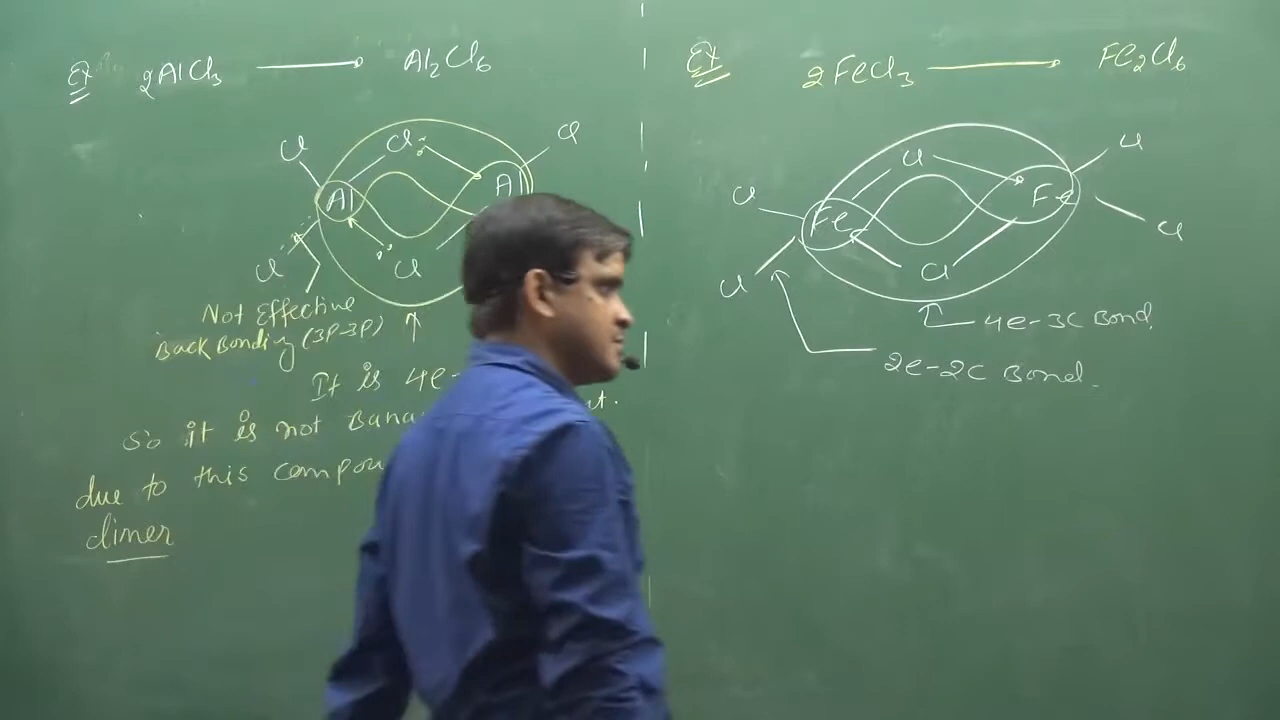 Ex 2AlCl3 → Al2Cl6
Cl Cl Cl
Al Al
Cl Cl
Not Effective
Back Bonding (3P-3P)
It is 4e-
So it is not Bana
due to this compou
dimer
Ex 2FeCl3 → Fe2Cl6
Cl Cl
Cl Fe Fe
Cl Cl Cl
4e-3C Bond.
2e-2C Bond.